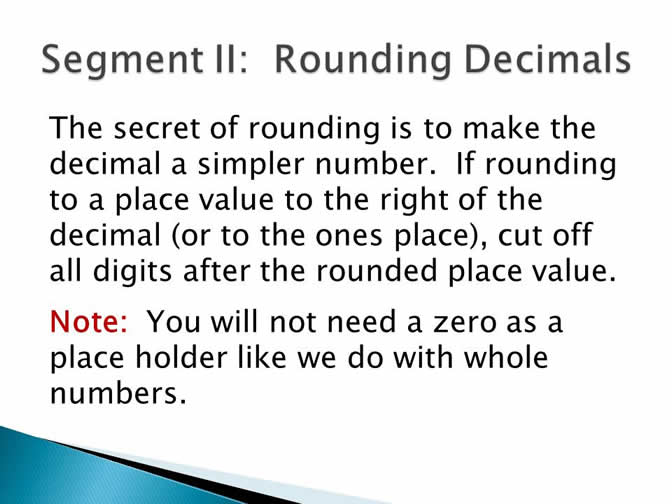 Segment II:  Rounding Decimals
The secret of rounding is to make the
decimal a simpler number.  If rounding
to a place value to the right of the
decimal (or to the ones place), cut off
all digits after the rounded place value.
Note:  You will not need a zero as a
place holder like we do with whole
numbers.